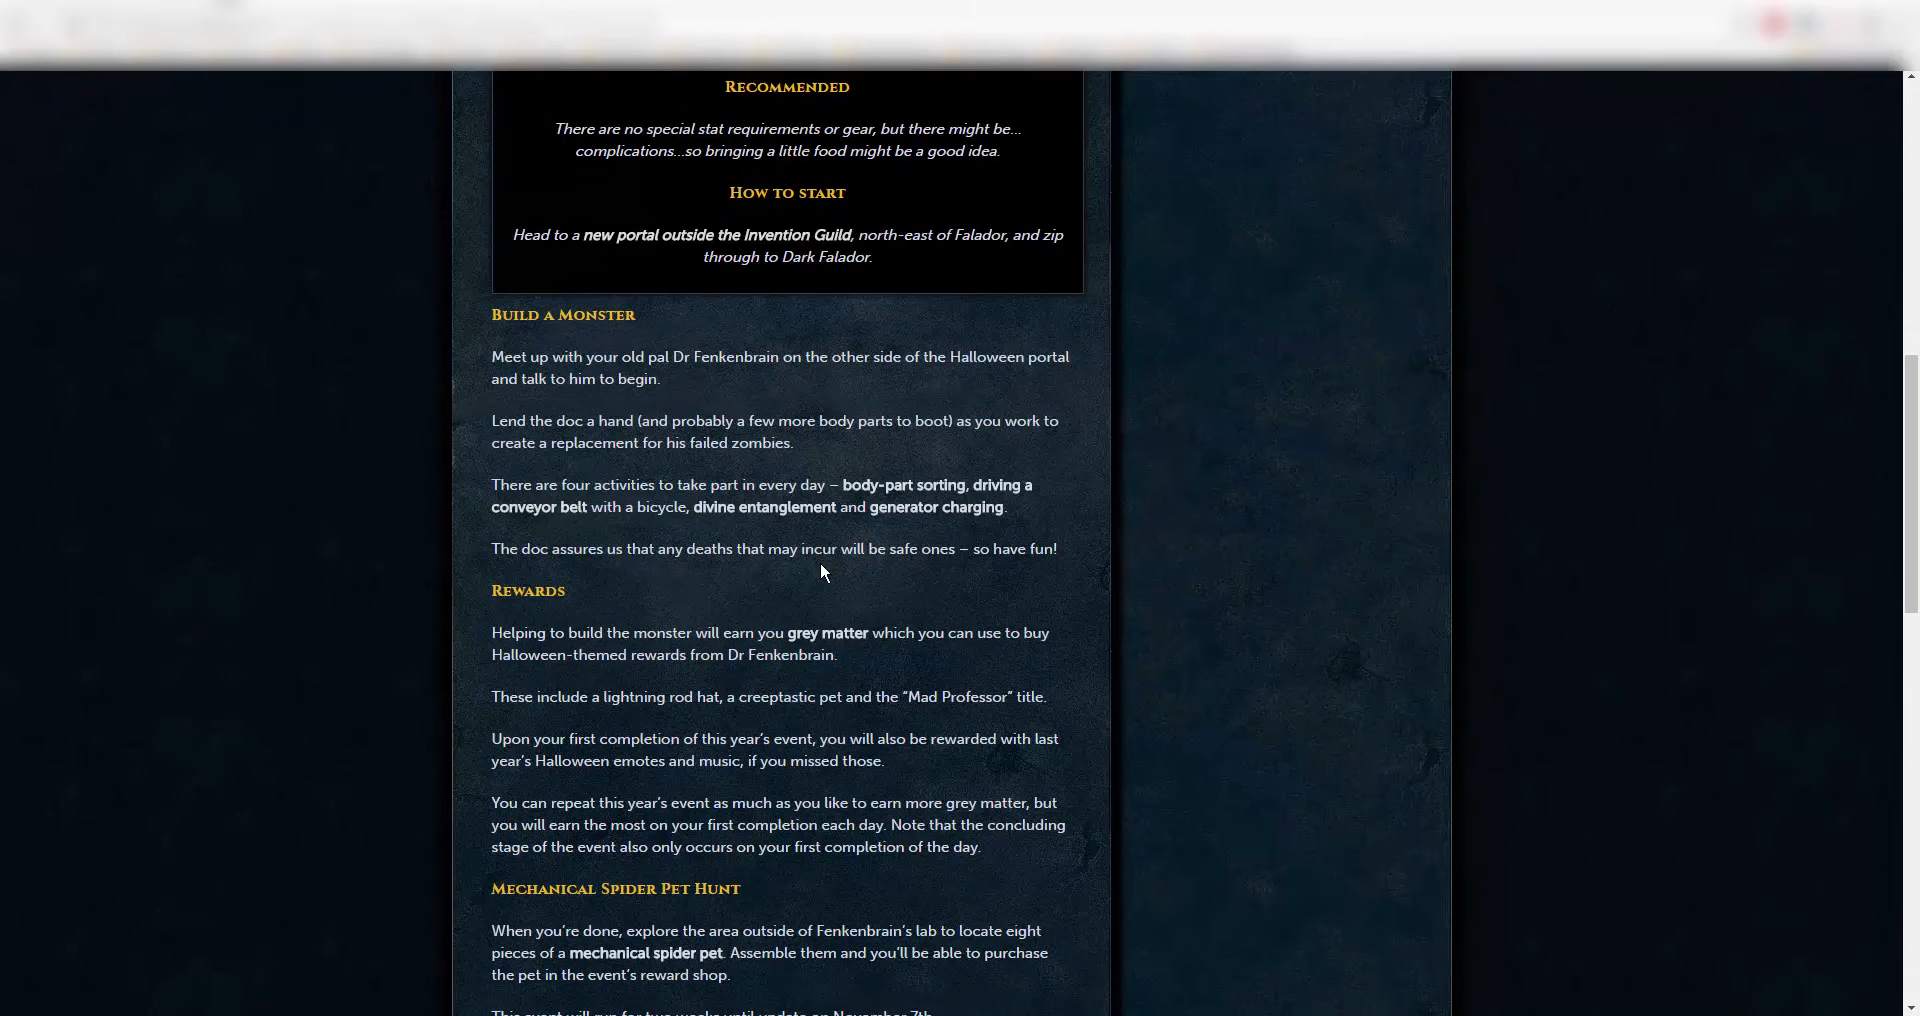 Recommended
There are no special stat requirements or gear, but there might be...
complications...so bringing a little food might be a good idea.
How to start
Head to a new portal outside the Invention Guild, north-east of Falador, and zip
through to Dark Falador.
Build a Monster
Meet up with your old pal Dr Fenkenbrain on the other side of the Halloween portal
and talk to him to begin.
Lend the doc a hand (and probably a few more body parts to boot) as you work to
create a replacement for his failed zombies.
There are four activities to take part in every day – body-part sorting, driving a
conveyor belt with a bicycle, divine entanglement and generator charging.
The doc assures us that any deaths that may incur will be safe ones – so have fun!
Rewards
Helping to build the monster will earn you grey matter which you can use to buy
Halloween-themed rewards from Dr Fenkenbrain.
These include a lightning rod hat, a creeptastic pet and the “Mad Professor” title.
Upon your first completion of this year’s event, you will also be rewarded with last
year’s Halloween emotes and music, if you missed those.
You can repeat this year’s event as much as you like to earn more grey matter, but
you will earn the most on your first completion each day. Note that the concluding
stage of the event also only occurs on your first completion of the day.
Mechanical Spider Pet Hunt
When you’re done, explore the area outside of Fenkenbrain’s lab to locate eight
pieces of a mechanical spider pet. Assemble them and you’ll be able to purchase
the pet in the event’s reward shop.
This event will run for two weeks until update on November 7th